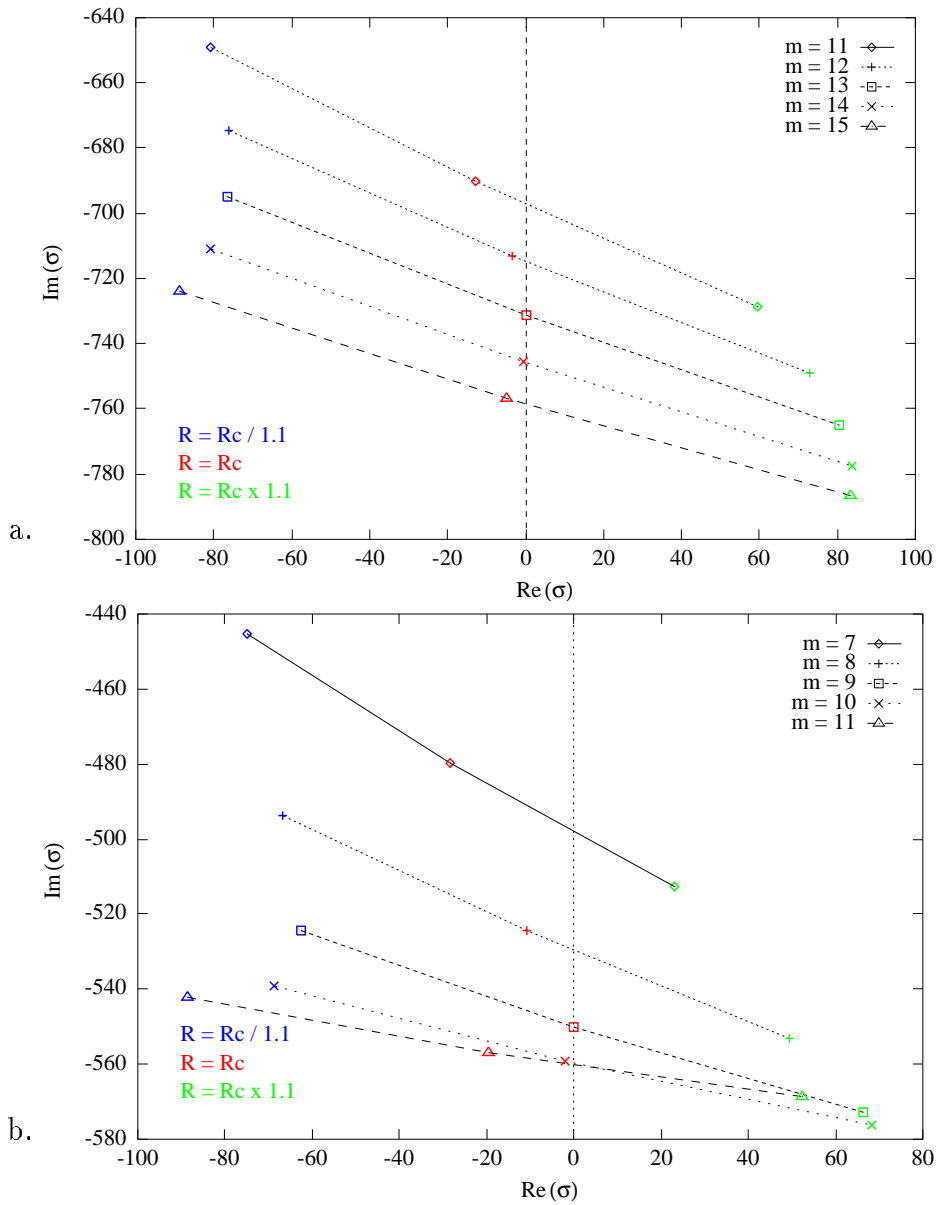 -640
-660
-680
-700
-720
-740
-760
-780
-800
Im (σ)
m = 11
m = 12
m = 13
m = 14
m = 15
R = Rc / 1.1
R = Rc
R = Rc x 1.1
a.
-100 -80 -60 -40 -20 0 20 40 60 80 100
Re (σ)
-440
-460
-480
-500
-520
-540
-560
-580
Im (σ)
m = 7
m = 8
m = 9
m = 10
m = 11
R = Rc / 1.1
R = Rc
R = Rc x 1.1
b.
-100 -80 -60 -40 -20 0 20 40 60 80
Re (σ)